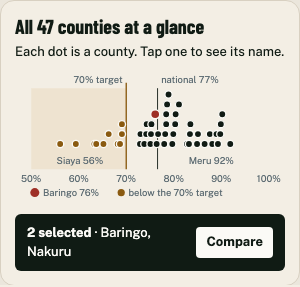 All 47 counties at a glance
Each dot is a county. Tap one to see its name.
70% target
national 77%
Siaya 56%
Meru 92%
50% 60% 70% 80% 90% 100%
Baringo 76% below the 70% target
2 selected · Baringo,
Nakuru
Compare